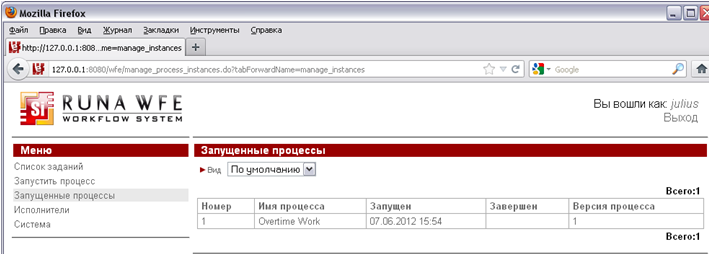 Mozilla Firefox
Файл Правка Вид Журнал Закладки Инструменты Справка
http://127.0.0.1:808...me=manage_instances
127.0.0.1:8080/wfe/manage_process_instances.do?tabForwardName=manage_instances
Google
RUNA WFE
WORKFLOW SYSTEM
Вы вошли как: julius
Выход
Меню
Список заданий
Запустить процесс
Запущенные процессы
Исполнители
Система
Запущенные процессы
Вид По умолчанию
Всего:1
Номер Имя процесса Запущен Завершен Версия процесса
1 Overtime Work 07.06.2012 15:54 1
Всего:1